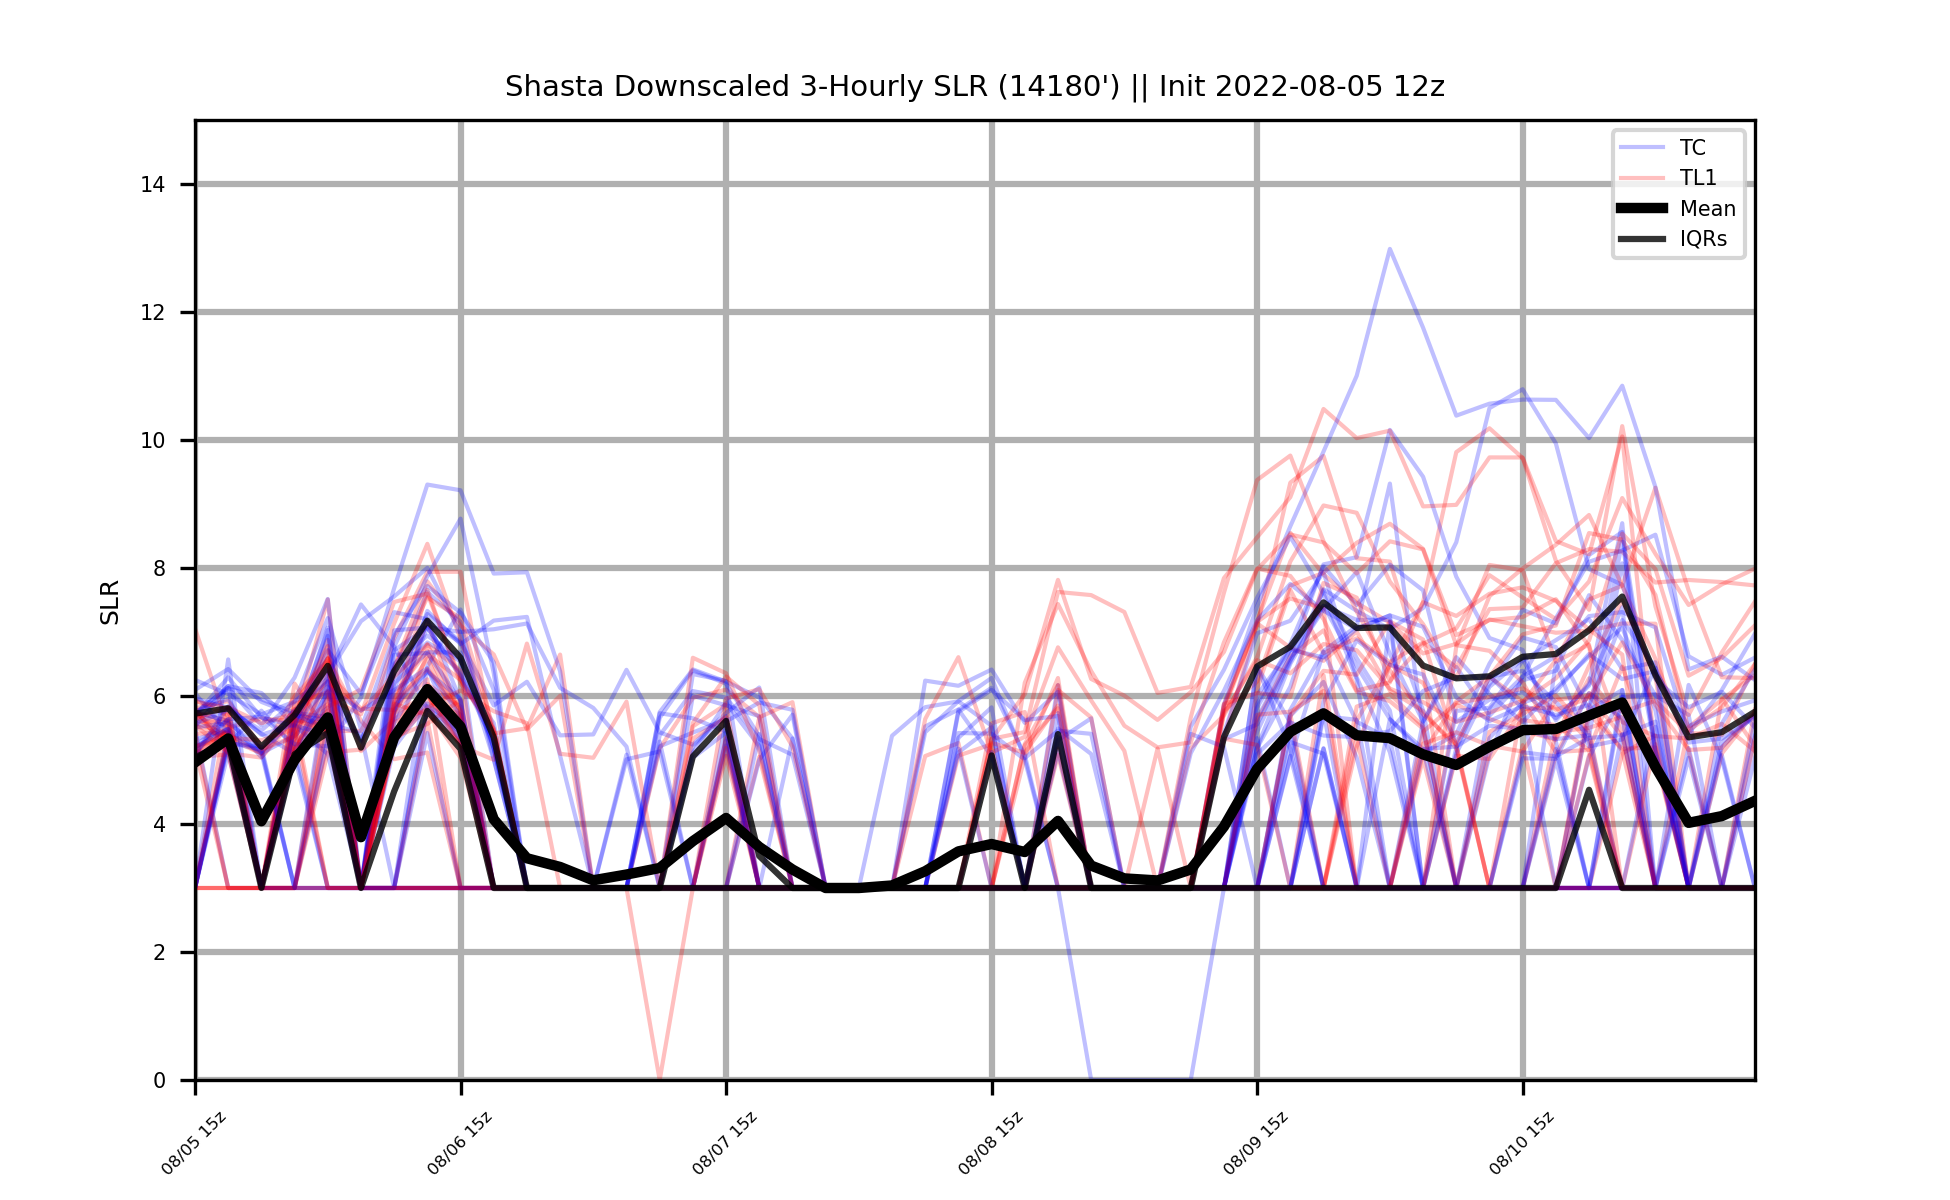 Shasta Downscaled 3-Hourly SLR (14180') || Init 2022-08-05 12z
TC
TL1
Mean
IQRs
SLR
14
12
10
8
6
4
2
0
08/05 15z
08/06 15z
08/07 15z
08/08 15z
08/09 15z
08/10 15z